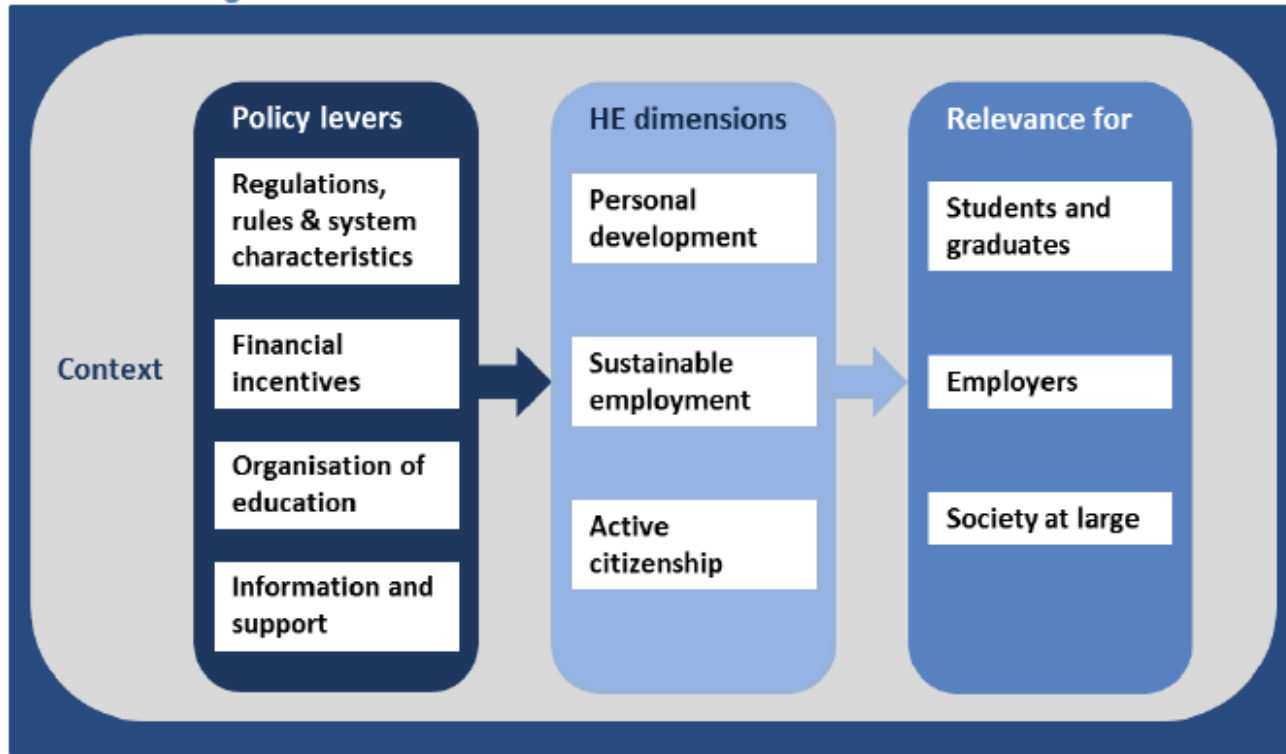 Context
Policy levers
Regulations,
rules & system
characteristics
Financial
incentives
Organisation of
education
Information and
support
HE dimensions
Personal
development
Sustainable
employment
Active
citizenship
Relevance for
Students and
graduates
Employers
Society at large